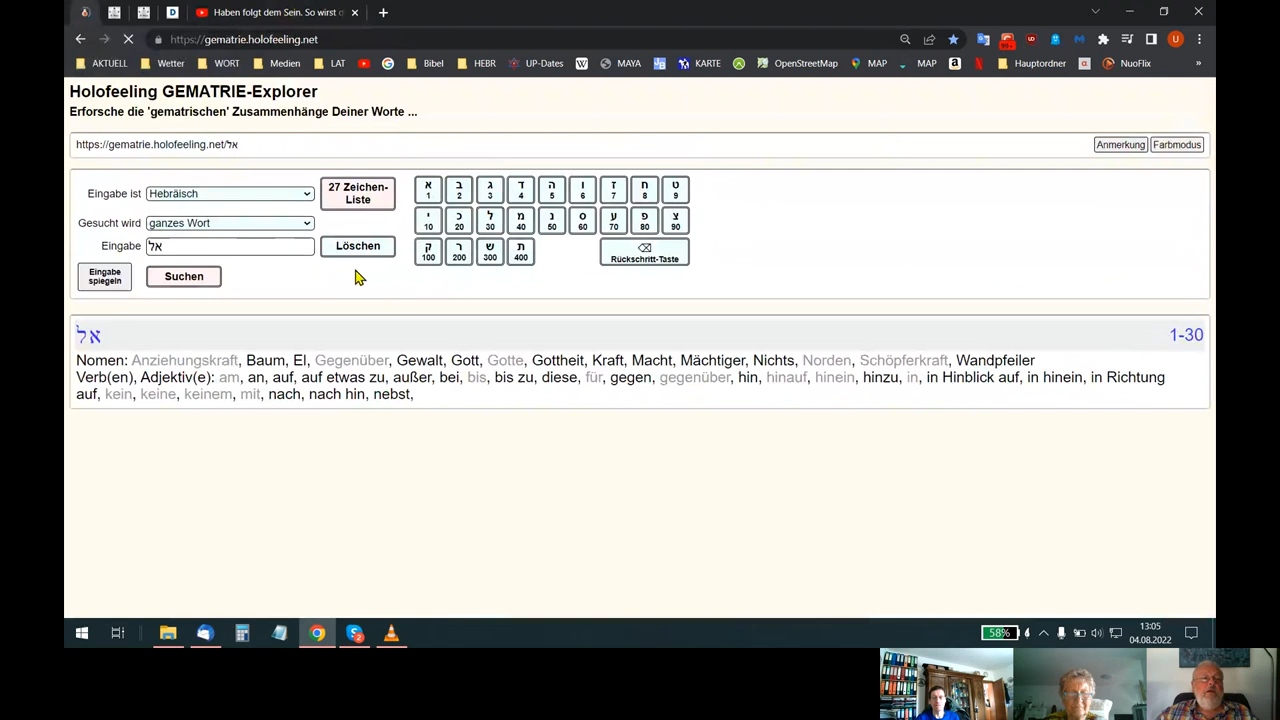 Haben folgt dem Sein. So wirst d
https://gematrie.holofeeling.net
AKTUELL Wetter WORT Medien LAT Bibel HEBR UP-Dates MAYA KARTE OpenStreetMap MAP MAP Hauptordner NuoFlix »
Holofeeling GEMATRIE-Explorer
Erforsche die 'gematrischen' Zusammenhänge Deiner Worte ...
https://gematrie.holofeeling.net/אל Anmerkung Farbmodus
Eingabe ist Hebräisch 27 Zeichen-Liste
Gesucht wird ganzes Wort
Eingabe אל Löschen
Eingabe spiegeln Suchen
א ב ג ד ה ו ז ח ט
1 2 3 4 5 6 7 8 9
י כ ל מ נ ס ע פ צ
10 20 30 40 50 60 70 80 90
ק ר ש ת
100 200 300 400 Rückschritt-Taste
אל 1-30
Nomen: Anziehungskraft, Baum, El, Gegenüber, Gewalt, Gott, Gotte, Gottheit, Kraft, Macht, Mächtiger, Nichts, Norden, Schöpferkraft, Wandpfeiler
Verb(en), Adjektiv(e): am, an, auf, auf etwas zu, außer, bei, bis, bis zu, diese, für, gegen, gegenüber, hin, hinauf, hinein, hinzu, in, in Hinblick auf, in hinein, in Richtung
auf, kein, keine, keinem, mit, nach, nach hin, nebst,
58% 13:05
04.08.2022